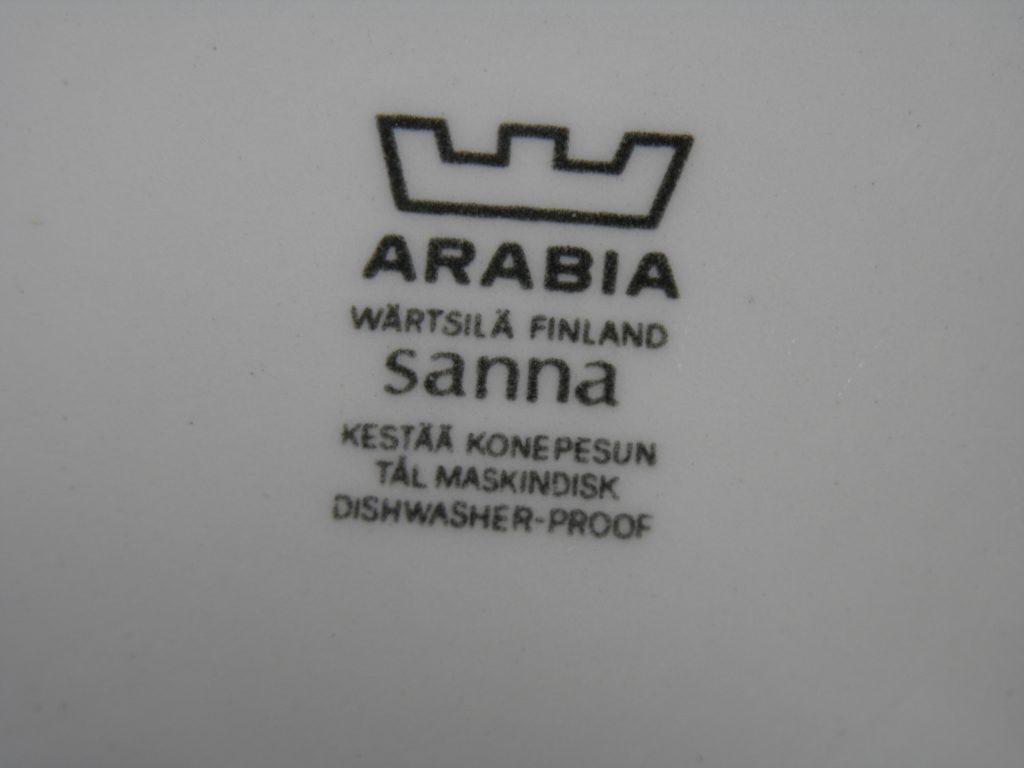 ARABIA
WÄRTSILÄ FINLAND
sanna
KESTÄÄ KONEPESUN
TÅL MASKINDISK
DISHWASHER-PROOF